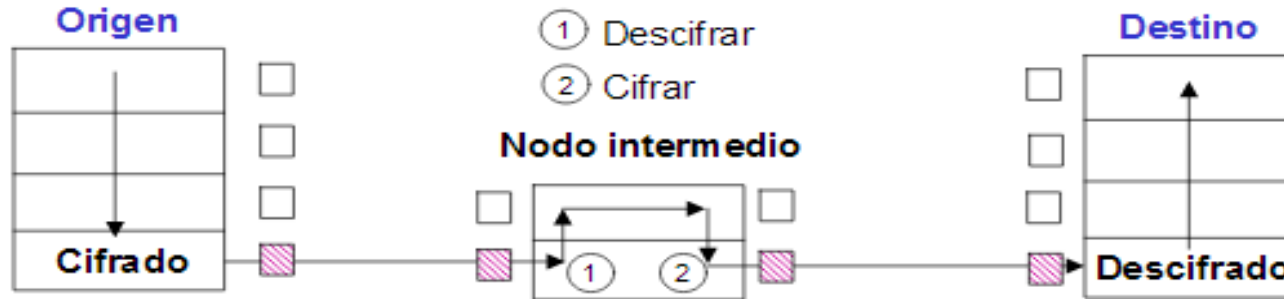 Origen
1 Descifrar
Destino
2 Cifrar
Nodo intermedio
Cifrado
1
2
Descifrado